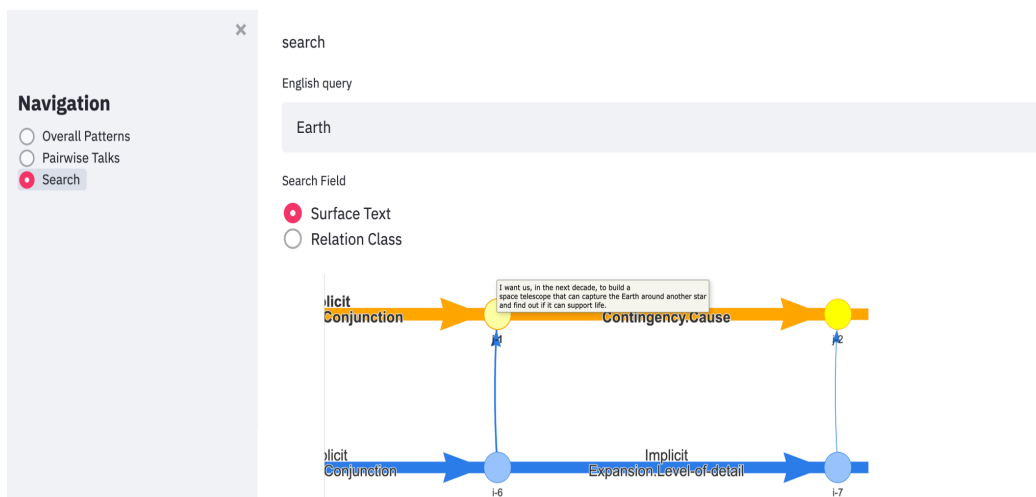 ×
search
English query
Navigation
Earth
Overall Patterns
Pairwise Talks
Search
Search Field
Surface Text
Relation Class
I want us, in the next decade, to build a
space telescope that can capture the Earth around another star
and find out if it can support life.
plicit
Conjunction
Contingency.Cause
plicit
Conjunction
Implicit
Expansion.Level-of-detail
i-6
i-7